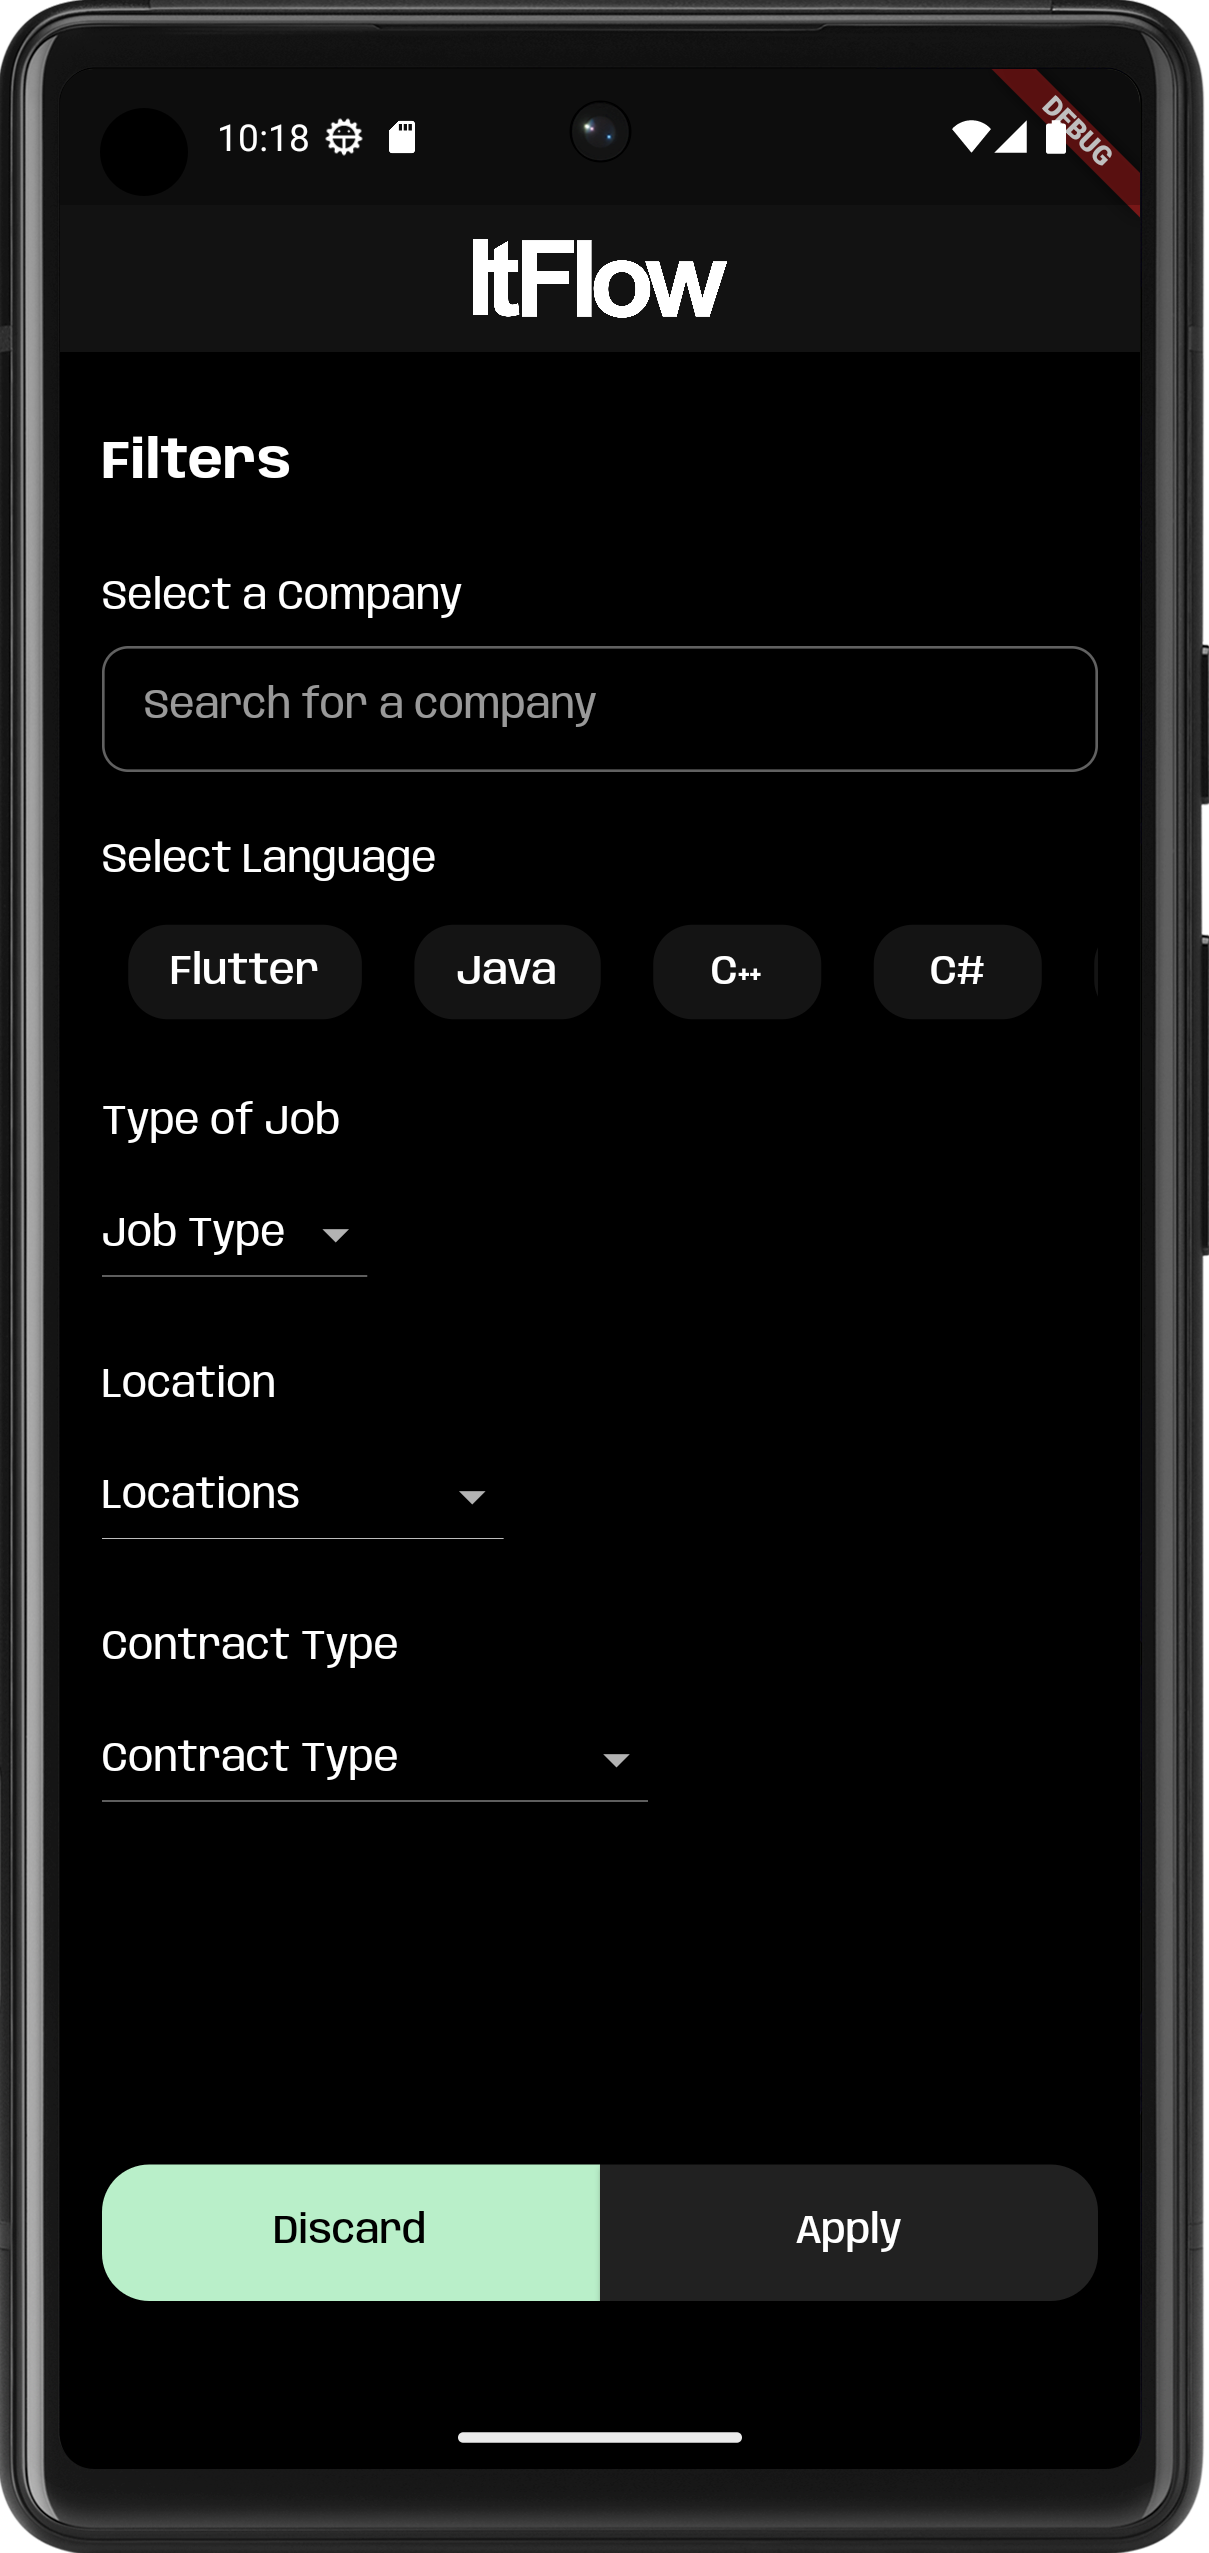 10:18
DEBUG
ItFlow
Filters
Select a Company
Search for a company
Select Language
Flutter Java C++ C#
Type of Job
Job Type
Location
Locations
Contract Type
Contract Type
Discard Apply